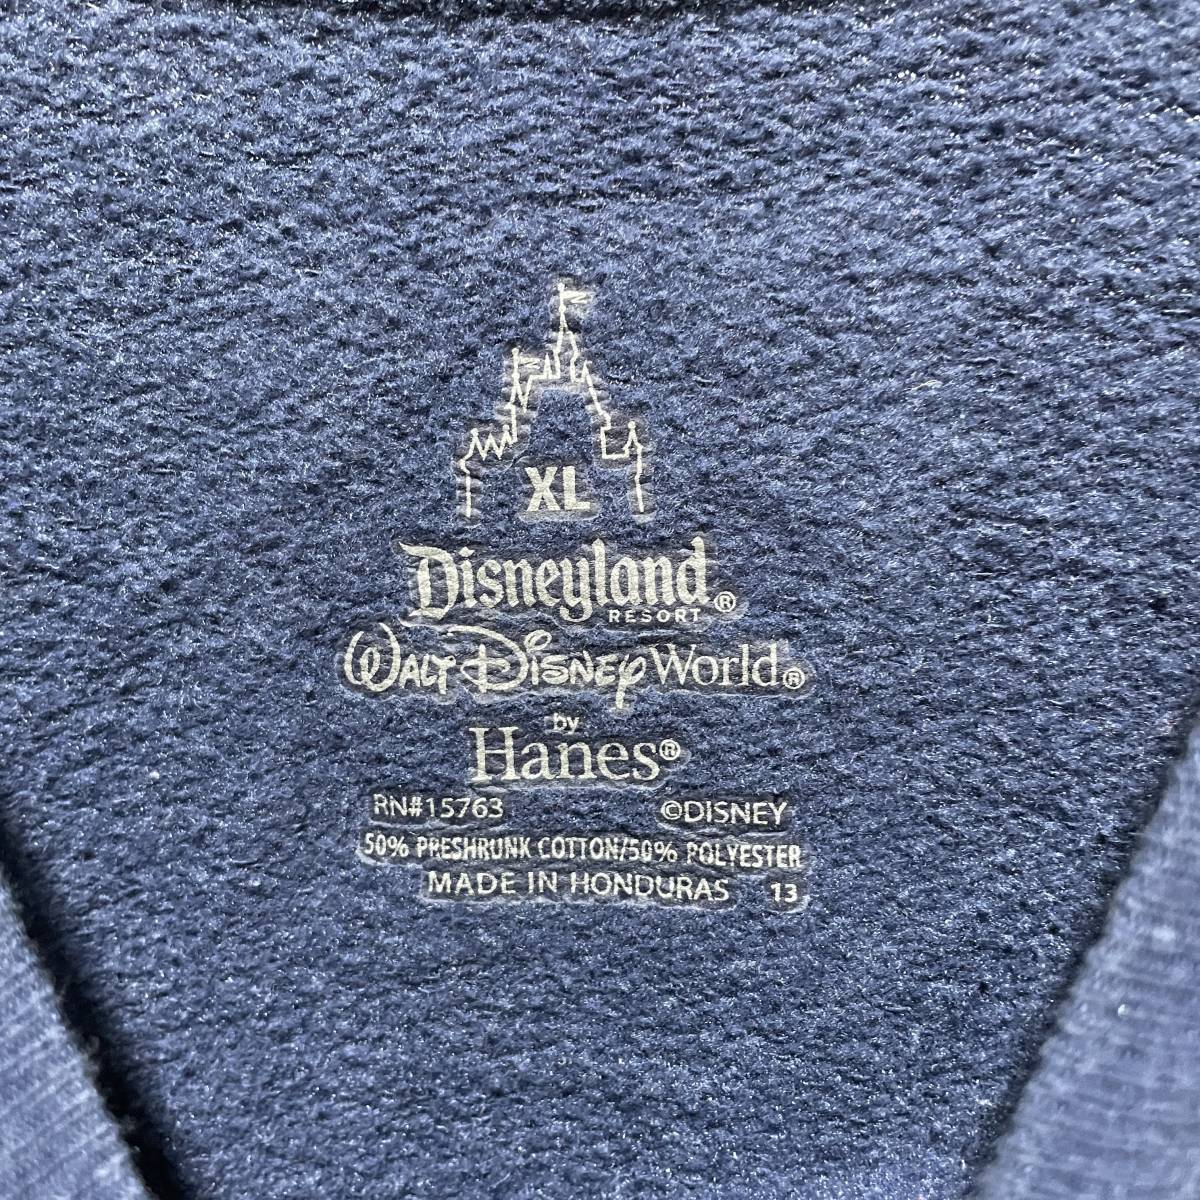 XL
Disneyland®
RESORT
WALT DISNEY World®
by
Hanes®
RN#15763 ©DISNEY
50% PRESHRUNK COTTON/50% POLYESTER
MADE IN HONDURAS 13